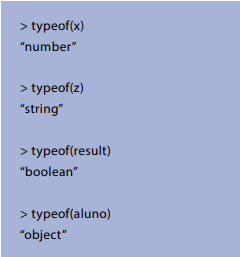 > typeof(x)
“number”
> typeof(z)
“string”
> typeof(result)
“boolean”
> typeof(aluno)
“object”